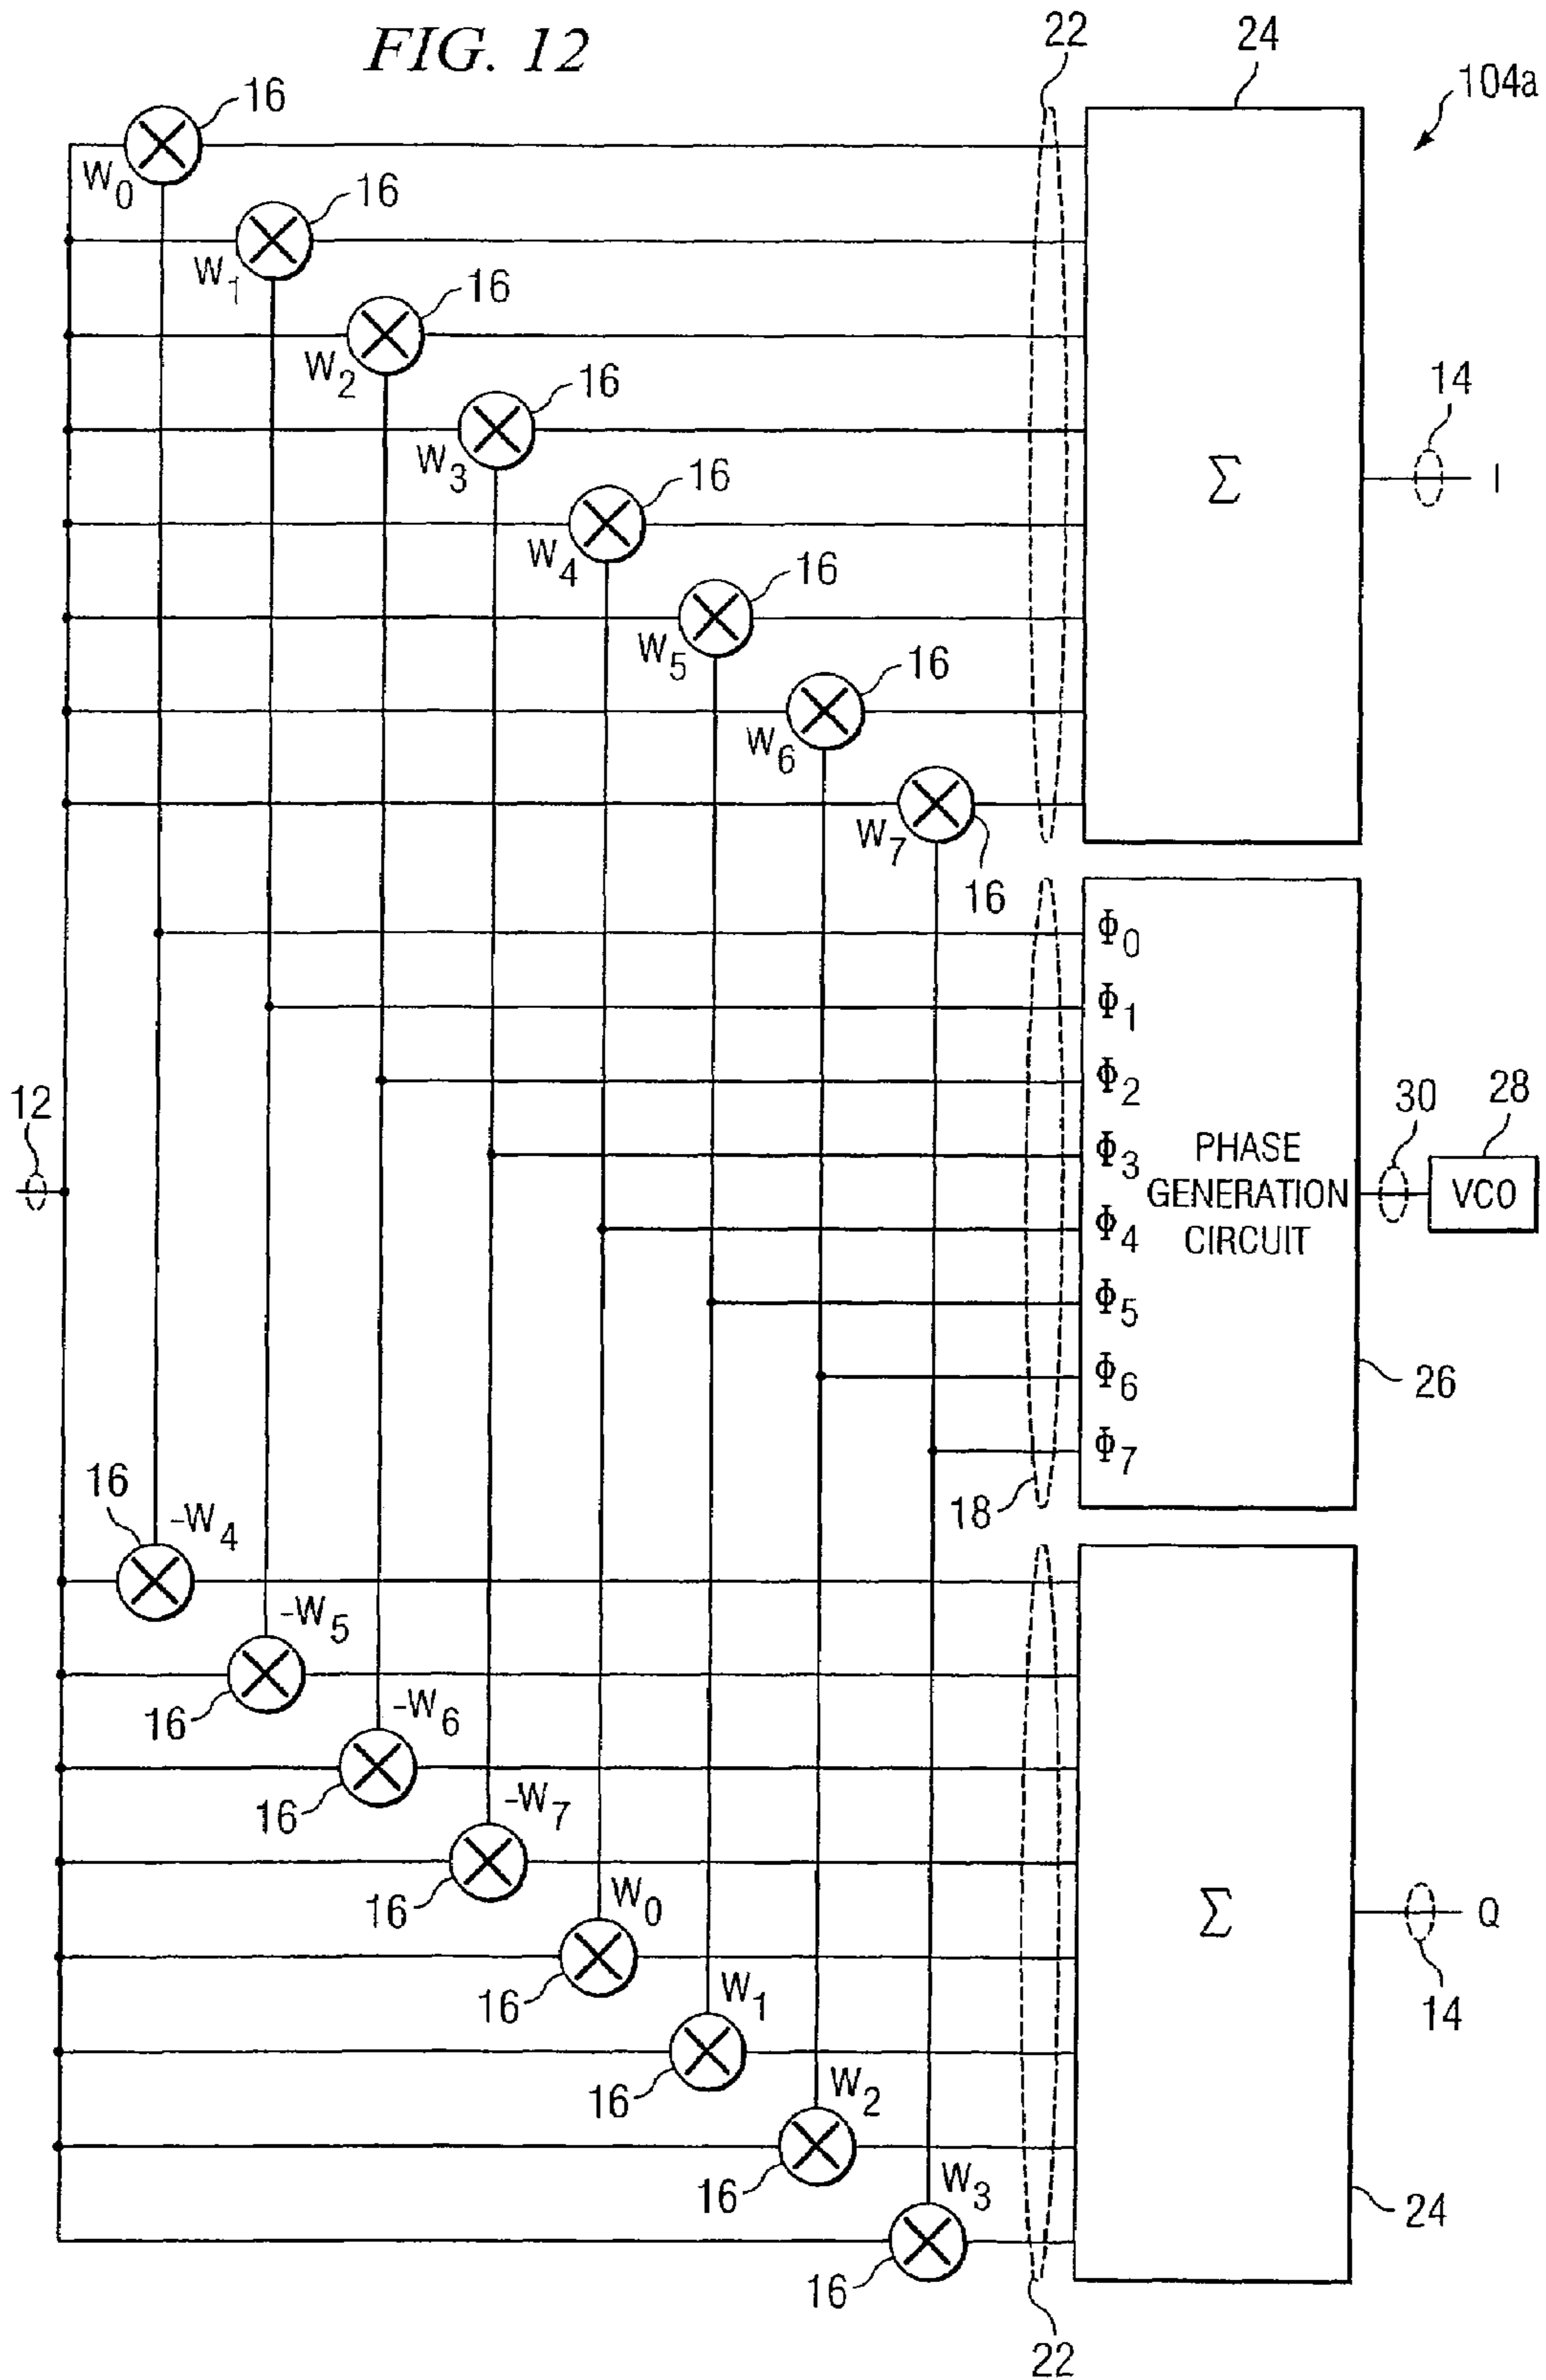 FIG. 12
22
24
104a
16
W0
16
W1
16
W2
16
W3
16
W4
16
W5
16
W6
16
W7
Σ
14
I
Φ0
Φ1
Φ2
Φ3
Φ4
Φ5
Φ6
Φ7
PHASE
GENERATION
CIRCUIT
12
30
28
VCO
26
18
16
-W4
-W5
16
-W6
16
-W7
16
W0
16
W1
16
W2
16
W3
16
Σ
Q
14
24
22